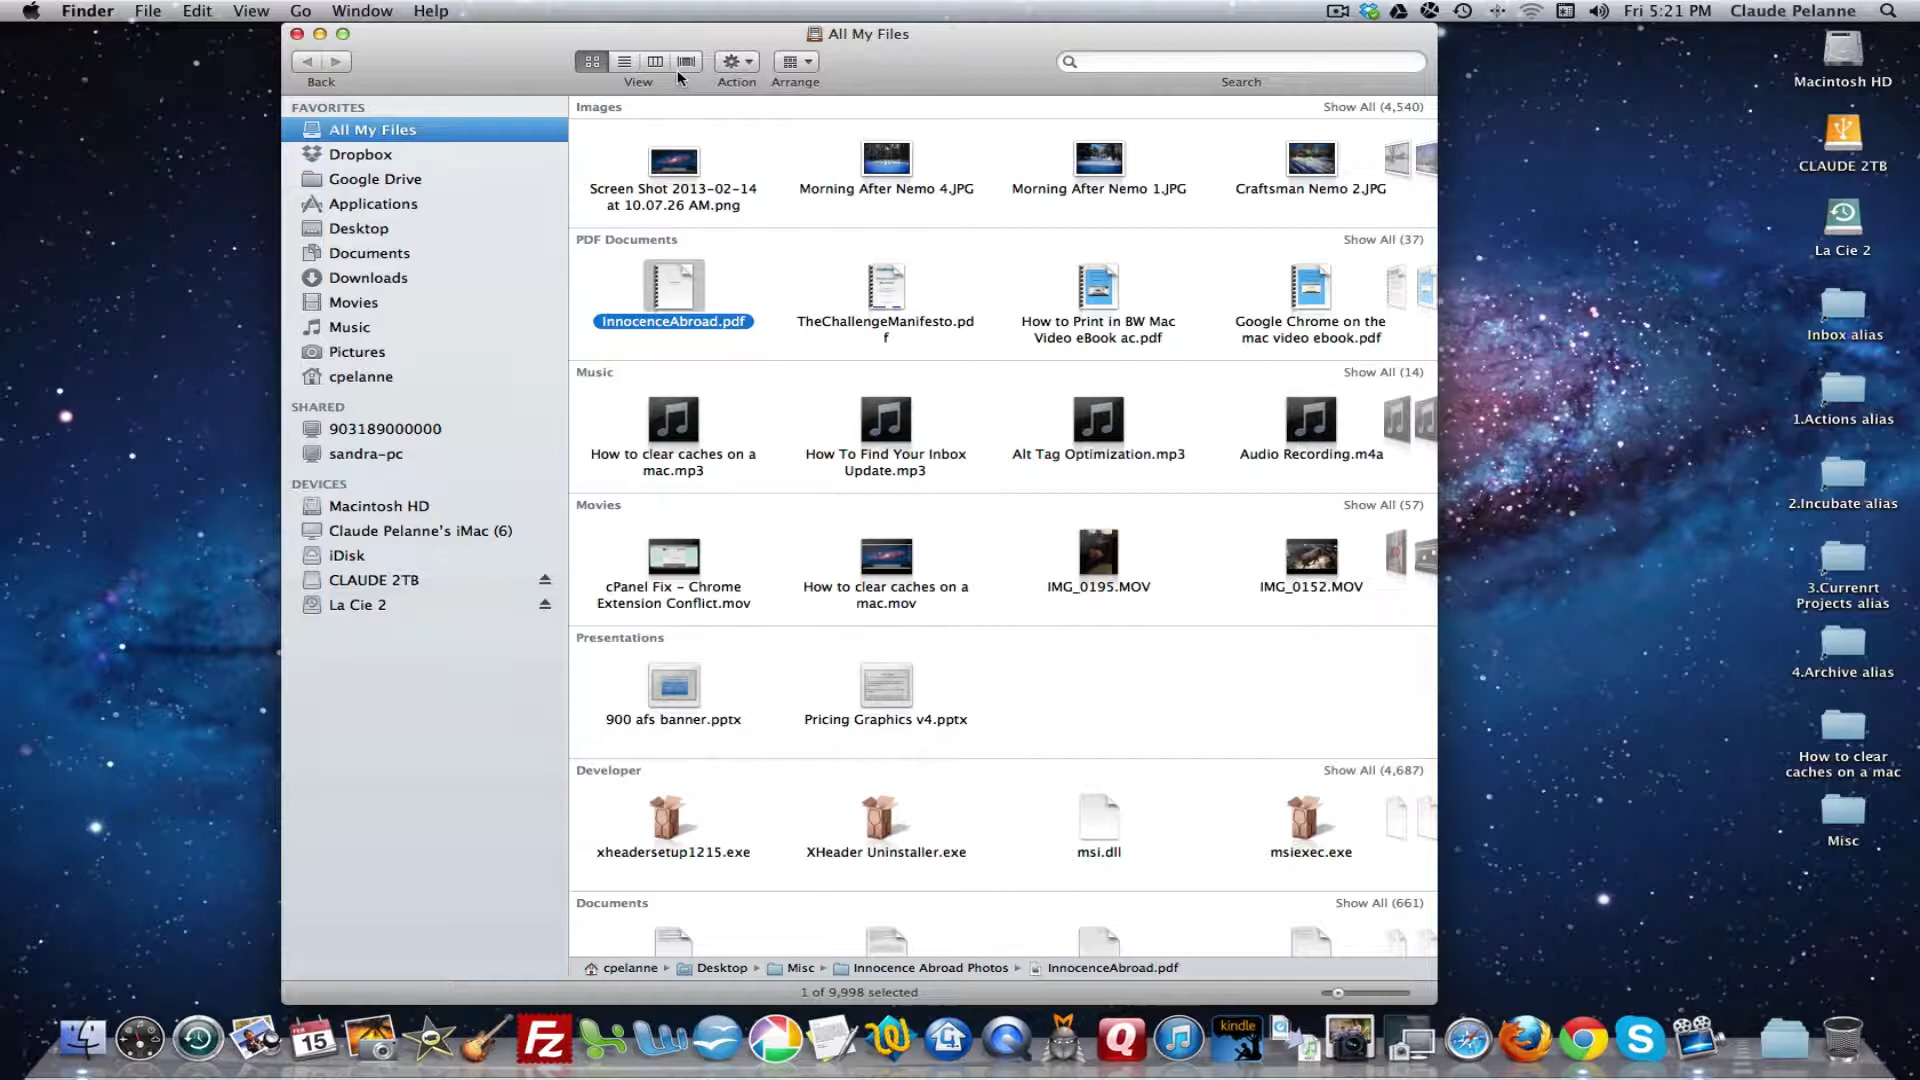 Finder File Edit View Go Window Help
Fri 5:21 PM Claude Pelanne
All My Files
Back
View
Action
Arrange
Search
FAVORITES
All My Files
Dropbox
Google Drive
Applications
Desktop
Documents
Downloads
Movies
Music
Pictures
cpelanne
SHARED
903189000000
sandra-pc
DEVICES
Macintosh HD
Claude Pelanne's iMac (6)
iDisk
CLAUDE 2TB
La Cie 2
Images Show All (4,540)
Screen Shot 2013-02-14
at 10.07.26 AM.png
Morning After Nemo 4.JPG
Morning After Nemo 1.JPG
Craftsman Nemo 2.JPG
PDF Documents Show All (37)
InnocenceAbroad.pdf
TheChallengeManifesto.pd
f
How to Print in BW Mac
Video eBook ac.pdf
Google Chrome on the
mac video ebook.pdf
Music Show All (14)
How to clear caches on a
mac.mp3
How To Find Your Inbox
Update.mp3
Alt Tag Optimization.mp3
Audio Recording.m4a
Movies Show All (57)
cPanel Fix – Chrome
Extension Conflict.mov
How to clear caches on a
mac.mov
IMG_0195.MOV
IMG_0152.MOV
Presentations
900 afs banner.pptx
Pricing Graphics v4.pptx
Developer Show All (4,687)
xheadersetup1215.exe
XHeader Uninstaller.exe
msi.dll
msiexec.exe
Documents Show All (661)
cpelanne Desktop Misc Innocence Abroad Photos InnocenceAbroad.pdf
1 of 9,998 selected
Macintosh HD
CLAUDE 2TB
La Cie 2
Inbox alias
1.Actions alias
2.Incubate alias
3.Currenrt
Projects alias
4.Archive alias
How to clear
caches on a mac
Misc
FEB
15
Fz
Q
kindle
S